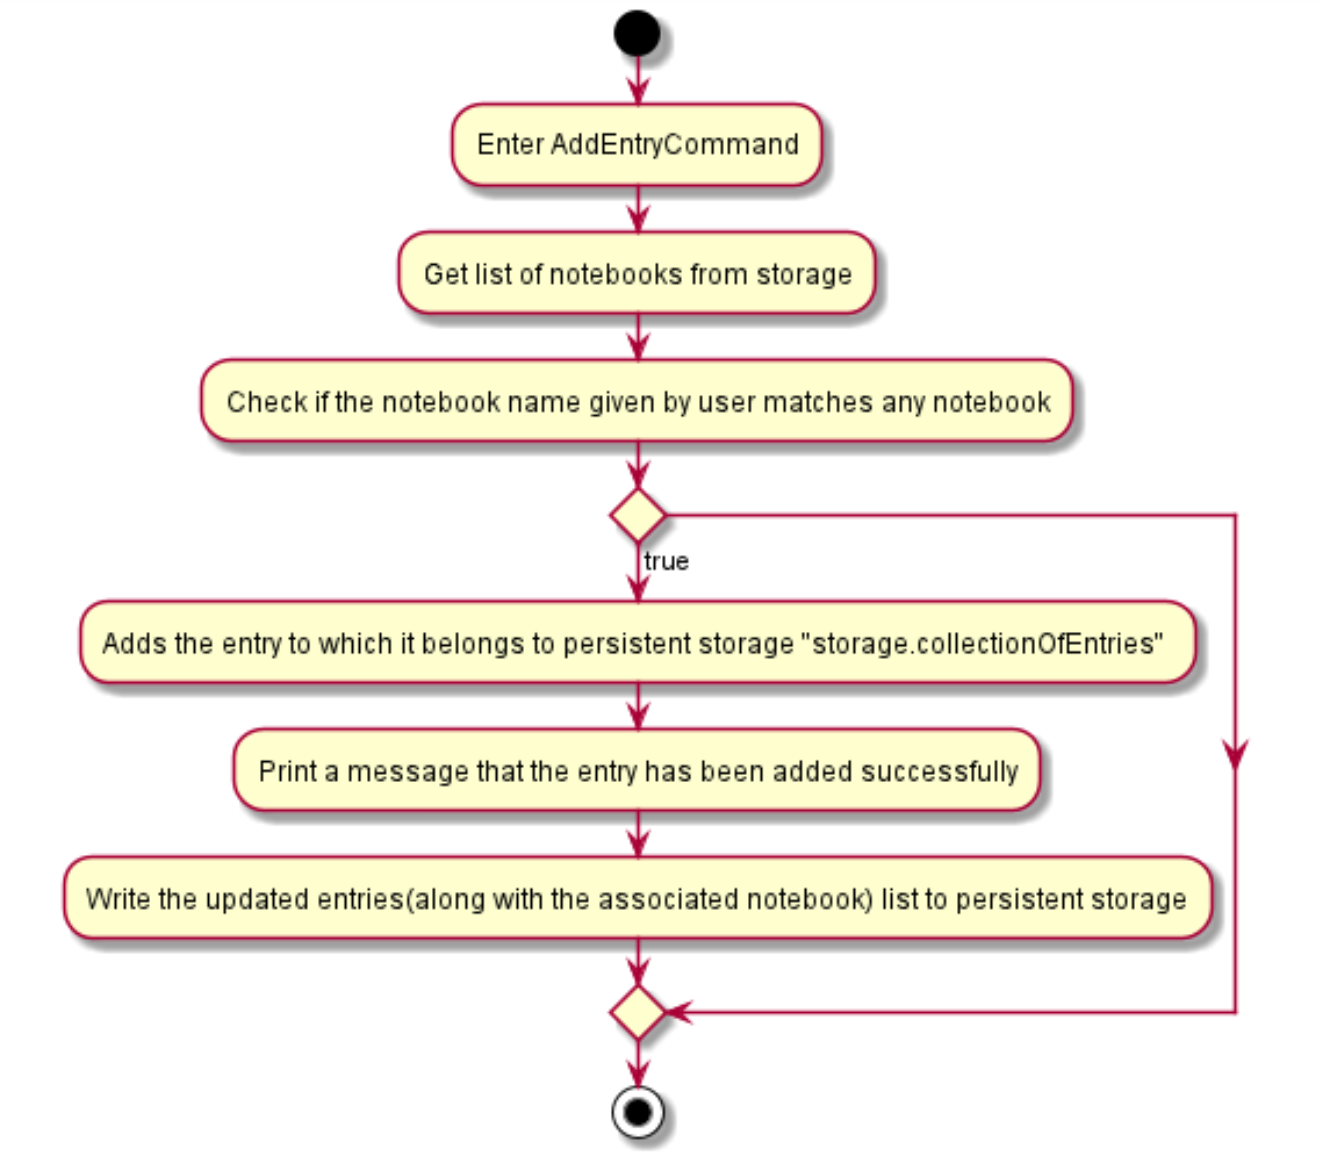 Enter AddEntryCommand
Get list of notebooks from storage
Check if the notebook name given by user matches any notebook
true
Adds the entry to which it belongs to persistent storage "storage.collectionOfEntries"
Print a message that the entry has been added successfully
Write the updated entries(along with the associated notebook) list to persistent storage